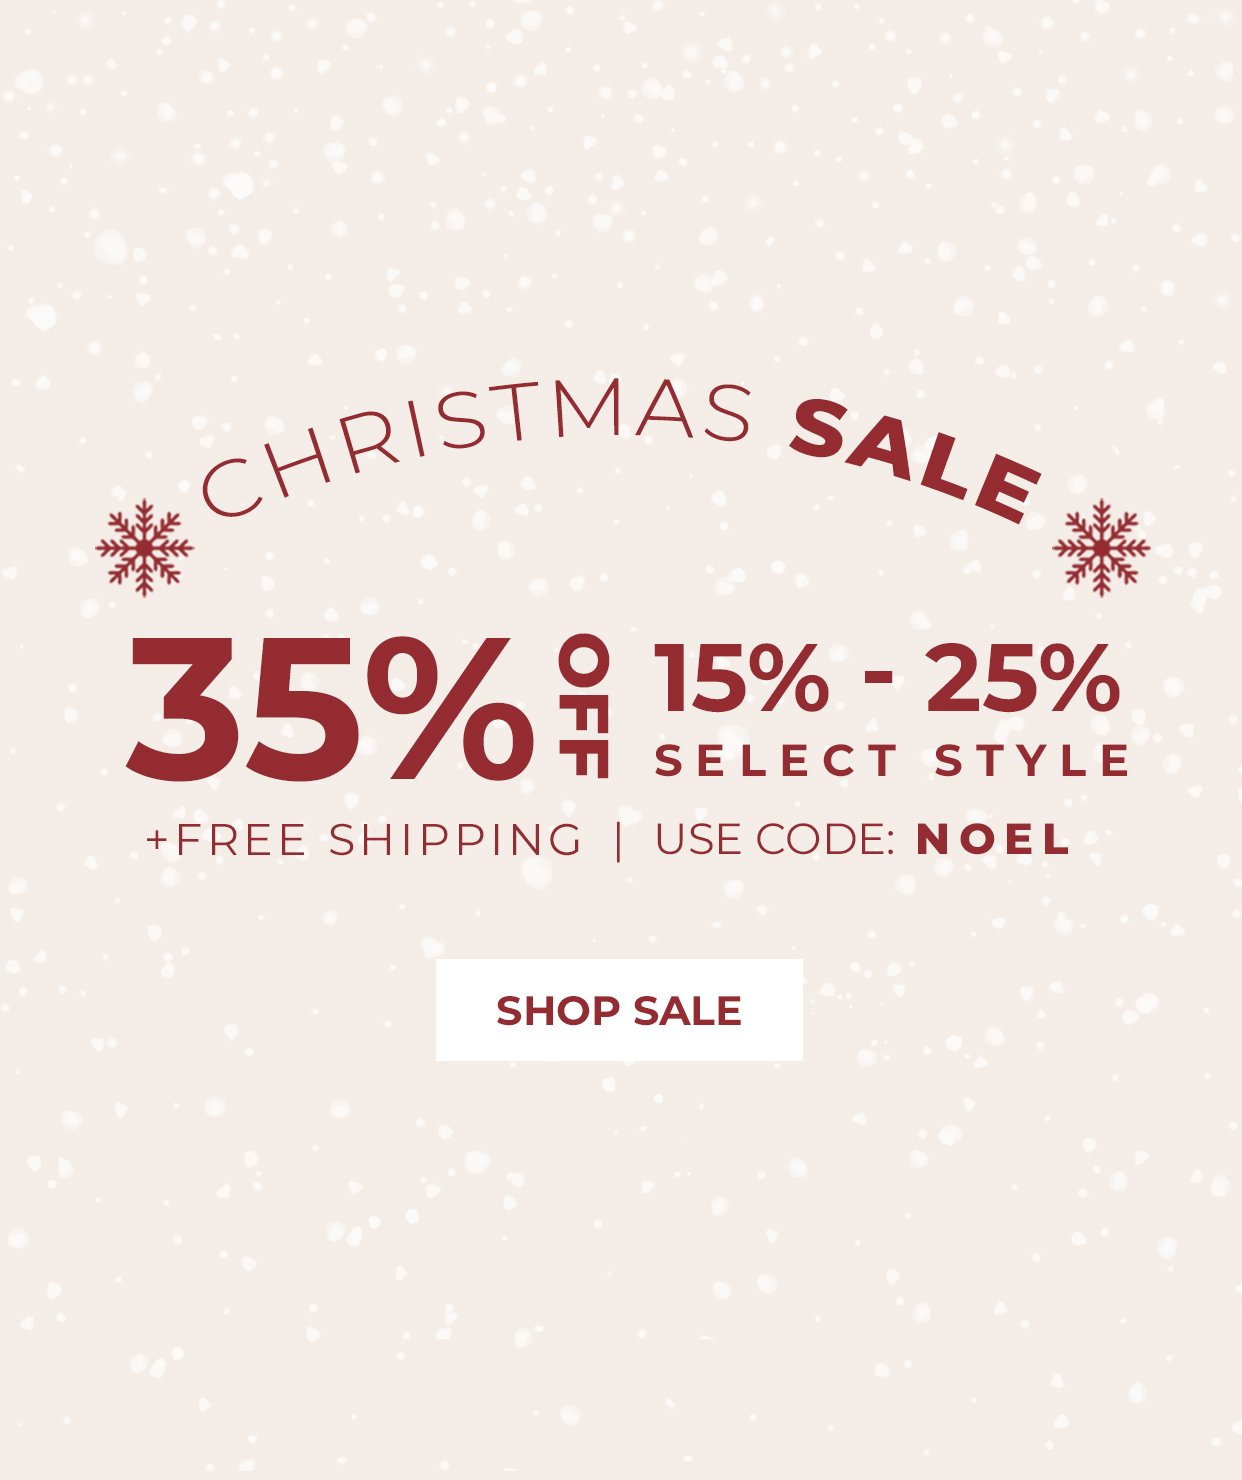 CHRISTMAS SALE
35% OFF
15% - 25%
SELECT STYLE
+FREE SHIPPING | USE CODE: NOEL
SHOP SALE